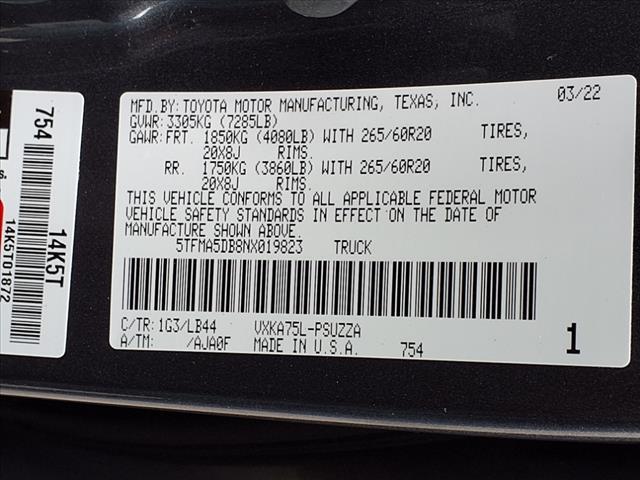 MFD.BY:TOYOTA MOTOR MANUFACTURING, TEXAS, INC. 03/22
GVWR:3305KG (7285LB)
GAWR:FRT. 1850KG (4080LB) WITH 265/60R20 TIRES,
20X8J RIMS.
RR. 1750KG (3860LB) WITH 265/60R20 TIRES,
20X8J RIMS.
THIS VEHICLE CONFORMS TO ALL APPLICABLE FEDERAL MOTOR
VEHICLE SAFETY STANDARDS IN EFFECT ON THE DATE OF
MANUFACTURE SHOWN ABOVE.
5TFMA5DB8NX019823 TRUCK
C/TR:1G3/LB44 VXKA75L-PSUZZA
A/TM: /AJA0F MADE IN U.S.A. 754 1
754 14K5T
s. 14K5T01872